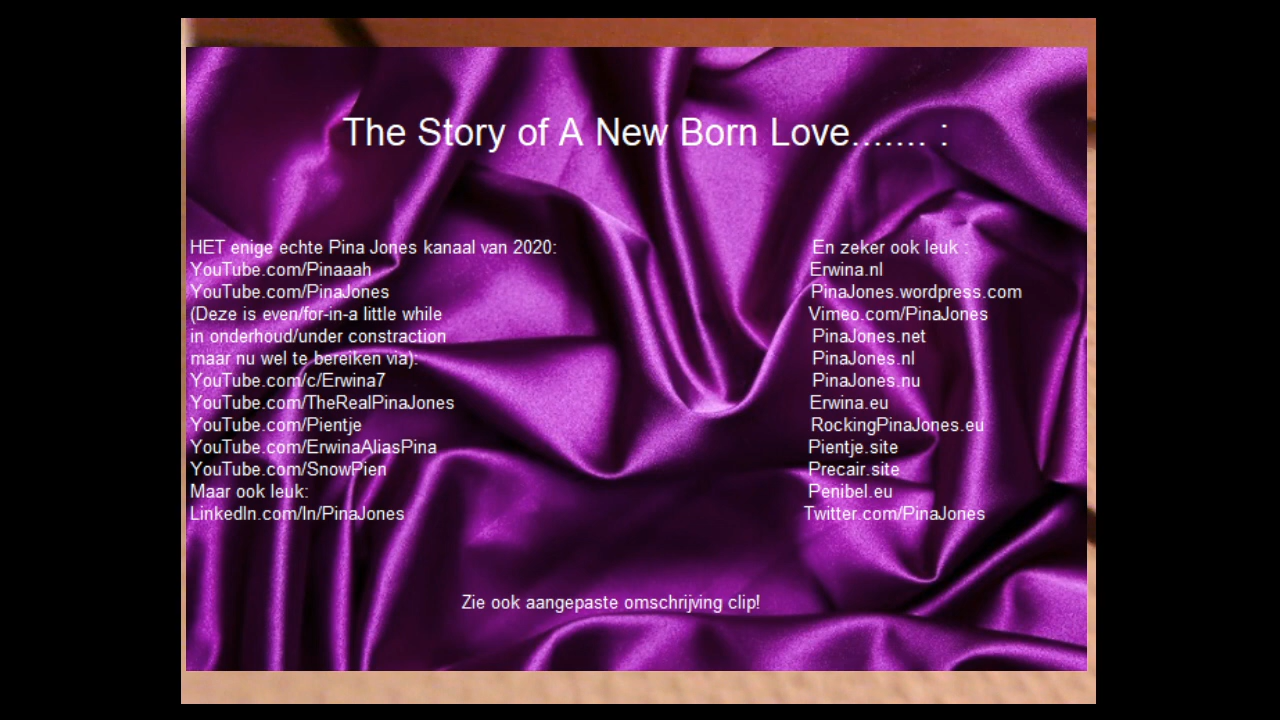 The Story of A New Born Love....... :
HET enige echte Pina Jones kanaal van 2020:
YouTube.com/Pinaaah
YouTube.com/PinaJones
(Deze is even/for-in-a little while
in onderhoud/under constraction
maar nu wel te bereiken via):
YouTube.com/c/Erwina7
YouTube.com/TheRealPinaJones
YouTube.com/Pientje
YouTube.com/ErwinaAliasPina
YouTube.com/SnowPien
Maar ook leuk:
LinkedIn.com/In/PinaJones
En zeker ook leuk :
Erwina.nl
PinaJones.wordpress.com
Vimeo.com/PinaJones
PinaJones.net
PinaJones.nl
PinaJones.nu
Erwina.eu
RockingPinaJones.eu
Pientje.site
Precair.site
Penibel.eu
Twitter.com/PinaJones
Zie ook aangepaste omschrijving clip!